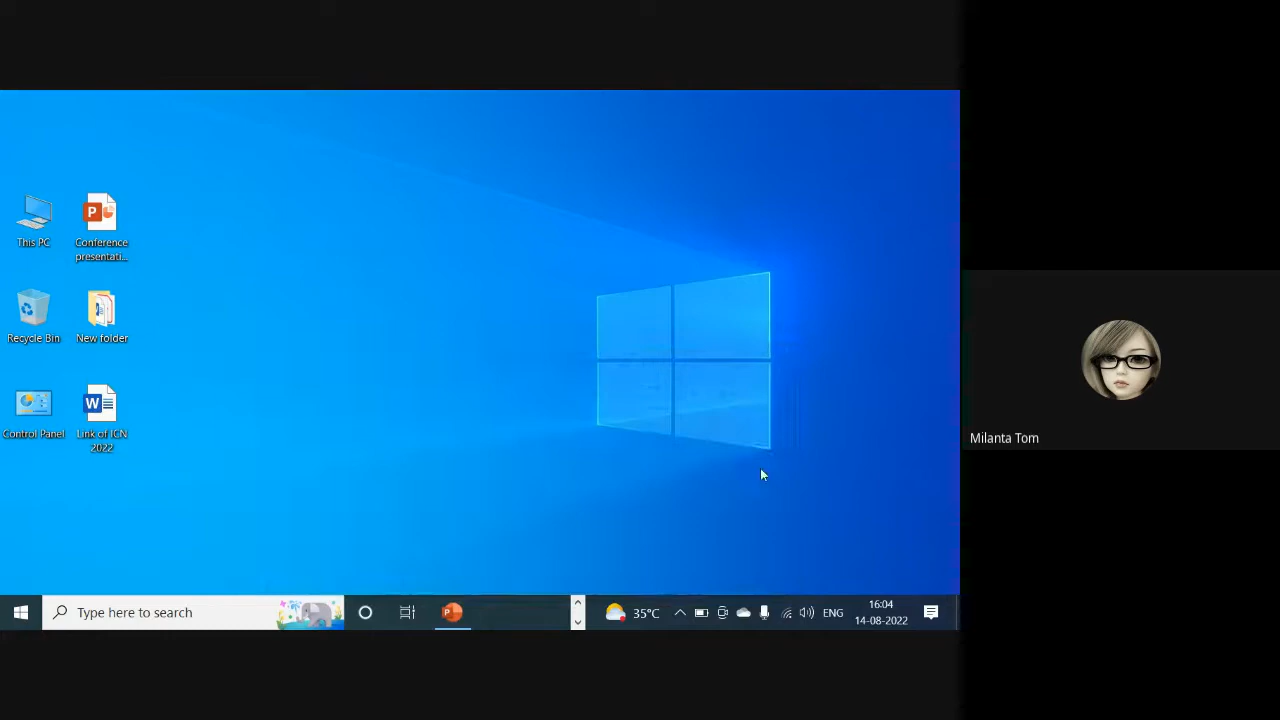 This PC
Conference
presentati...
Recycle Bin
New folder
Control Panel
Link of ICN
2022
Milanta Tom
Type here to search
35°C
ENG
16:04
14-08-2022